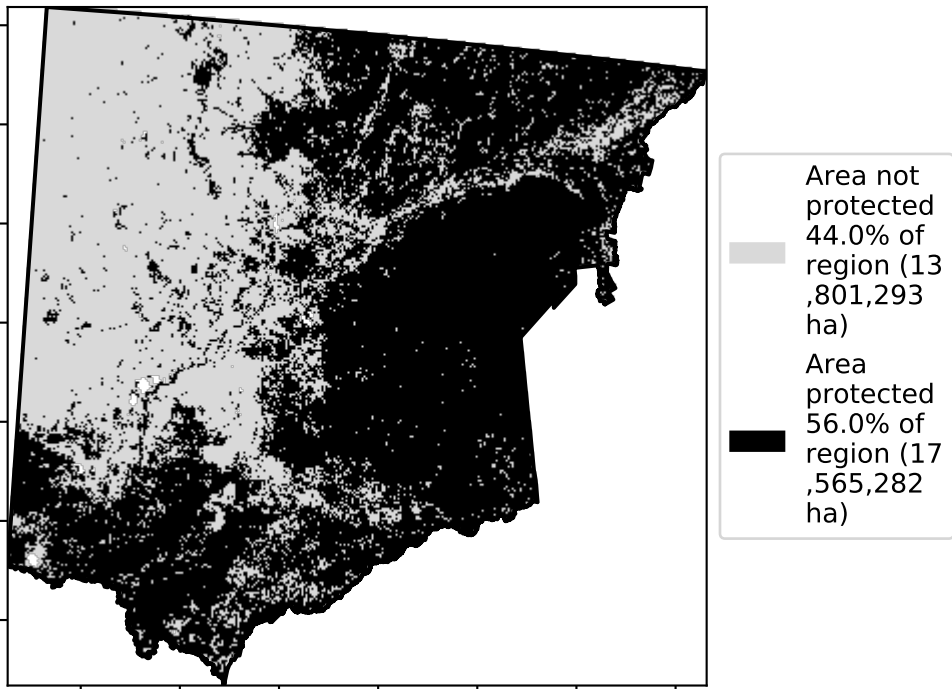 Area not
protected
44.0% of
region (13
,801,293
ha)
Area
protected
56.0% of
region (17
,565,282
ha)